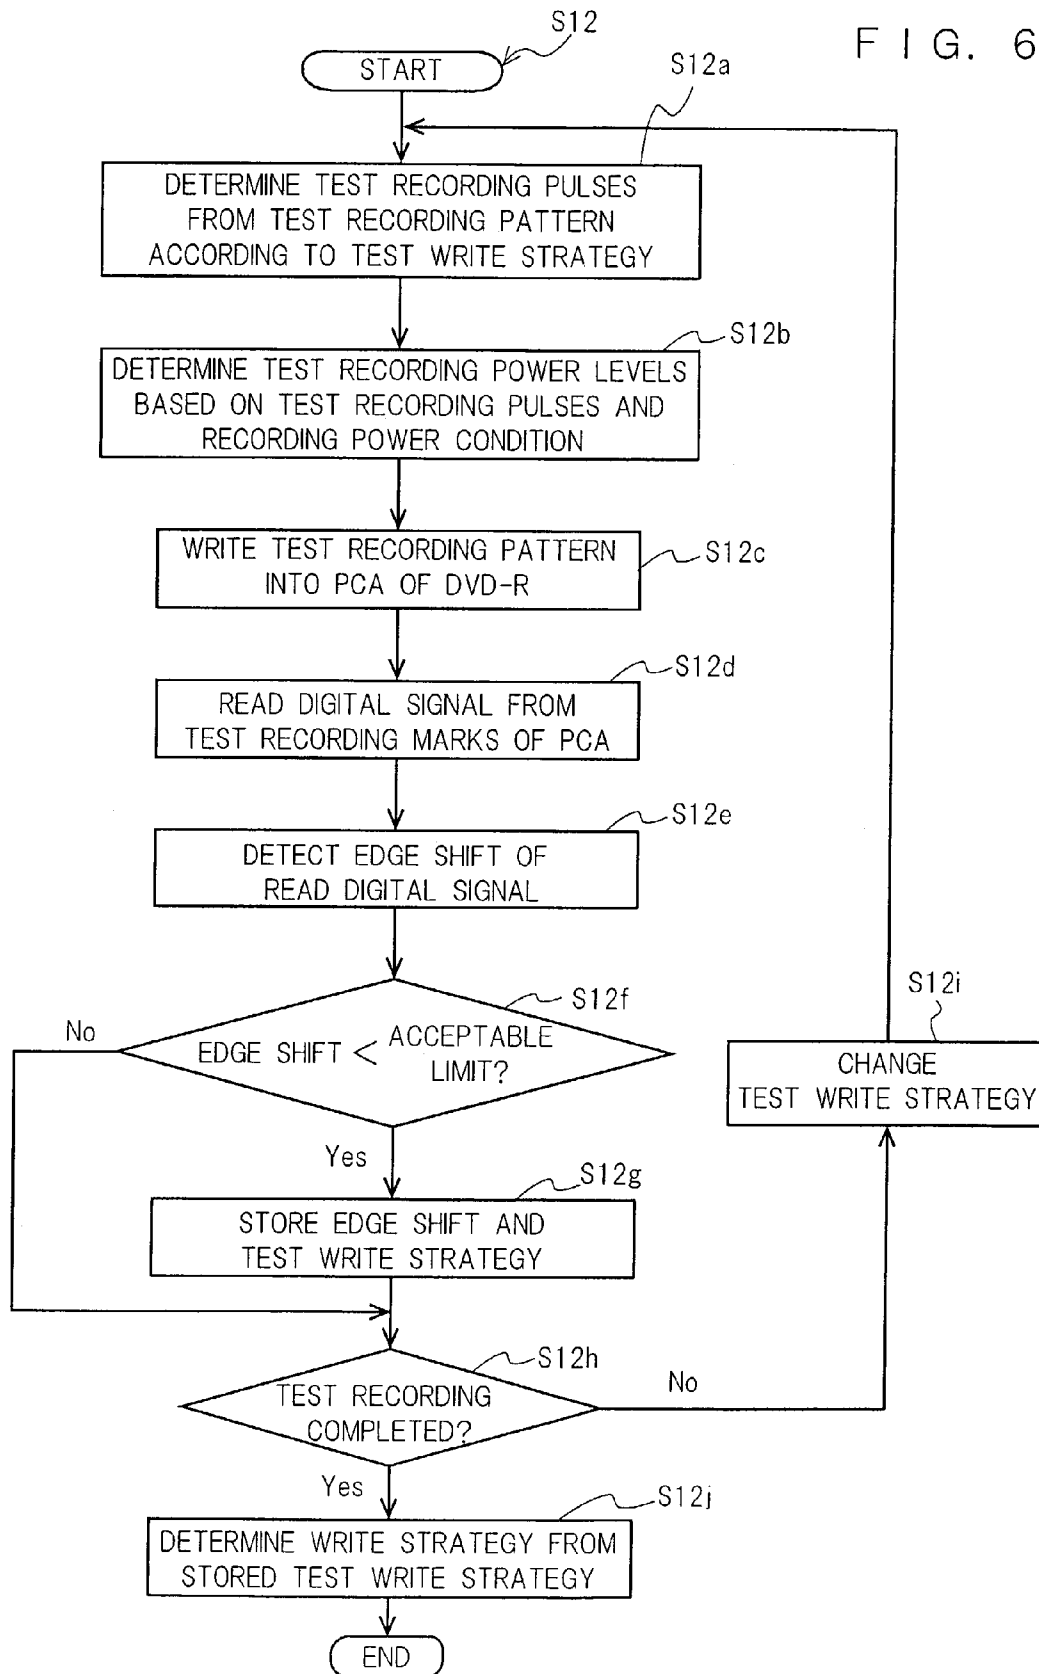 S12
F I G. 6
START
S12a
DETERMINE TEST RECORDING PULSES
FROM TEST RECORDING PATTERN
ACCORDING TO TEST WRITE STRATEGY
S12b
DETERMINE TEST RECORDING POWER LEVELS
BASED ON TEST RECORDING PULSES AND
RECORDING POWER CONDITION
S12c
WRITE TEST RECORDING PATTERN
INTO PCA OF DVD-R
S12d
READ DIGITAL SIGNAL FROM
TEST RECORDING MARKS OF PCA
S12e
DETECT EDGE SHIFT OF
READ DIGITAL SIGNAL
S12f
No
EDGE SHIFT < ACCEPTABLE
LIMIT?
Yes
S12i
CHANGE
TEST WRITE STRATEGY
S12g
STORE EDGE SHIFT AND
TEST WRITE STRATEGY
S12h
TEST RECORDING
COMPLETED?
No
Yes
S12j
DETERMINE WRITE STRATEGY FROM
STORED TEST WRITE STRATEGY
END